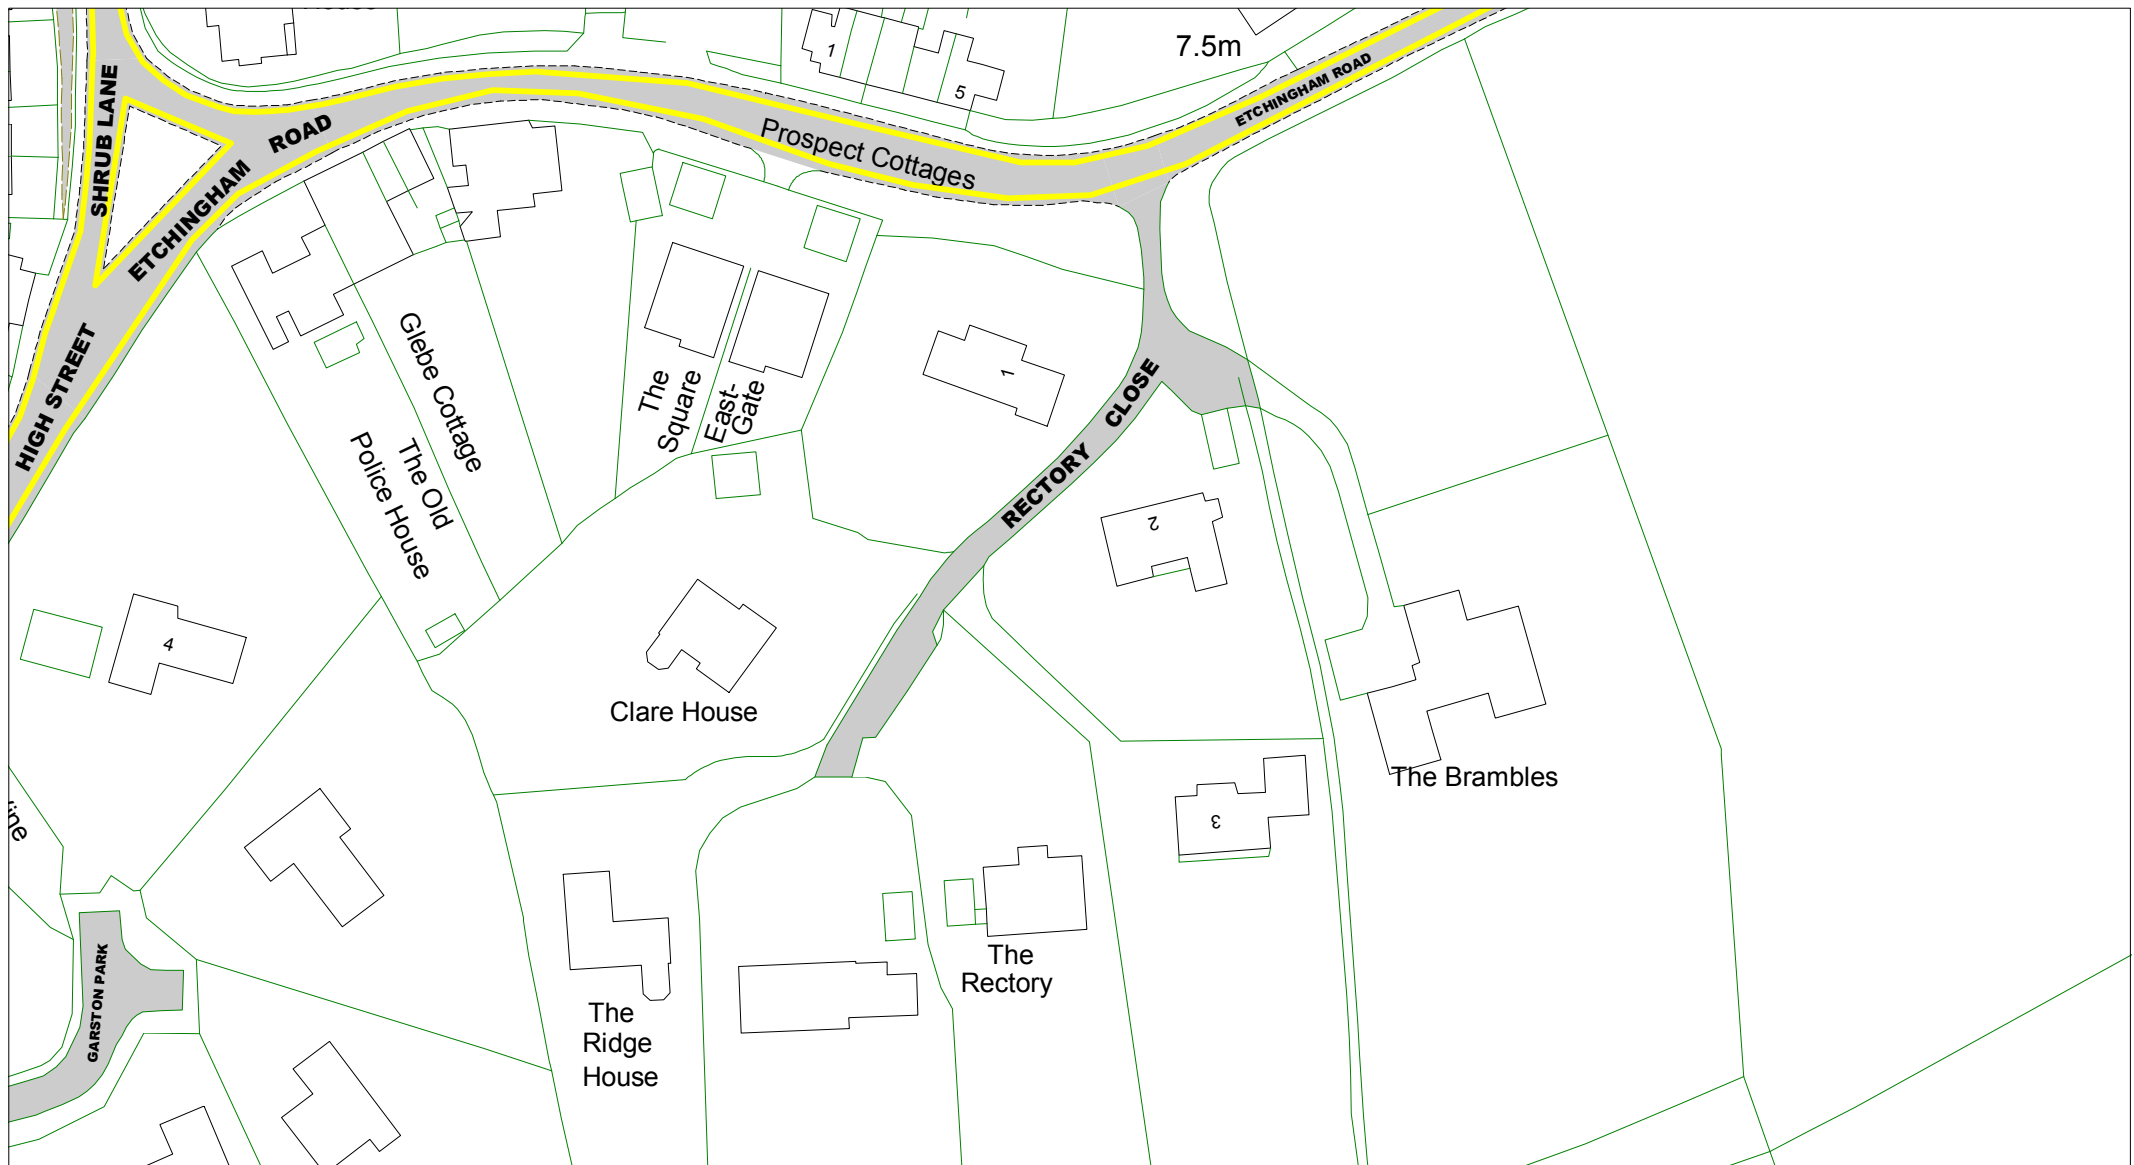 7.5m
1
5
ETCHINGHAM ROAD
SHRUB LANE
ETCHINGHAM ROAD
Prospect Cottages
HIGH STREET
Glebe Cottage
The Old
Police House
The
Square
East-
Gate
1
RECTORY CLOSE
2
4
Clare House
The Brambles
3
The
Rectory
The
Ridge
House
GARSTON PARK